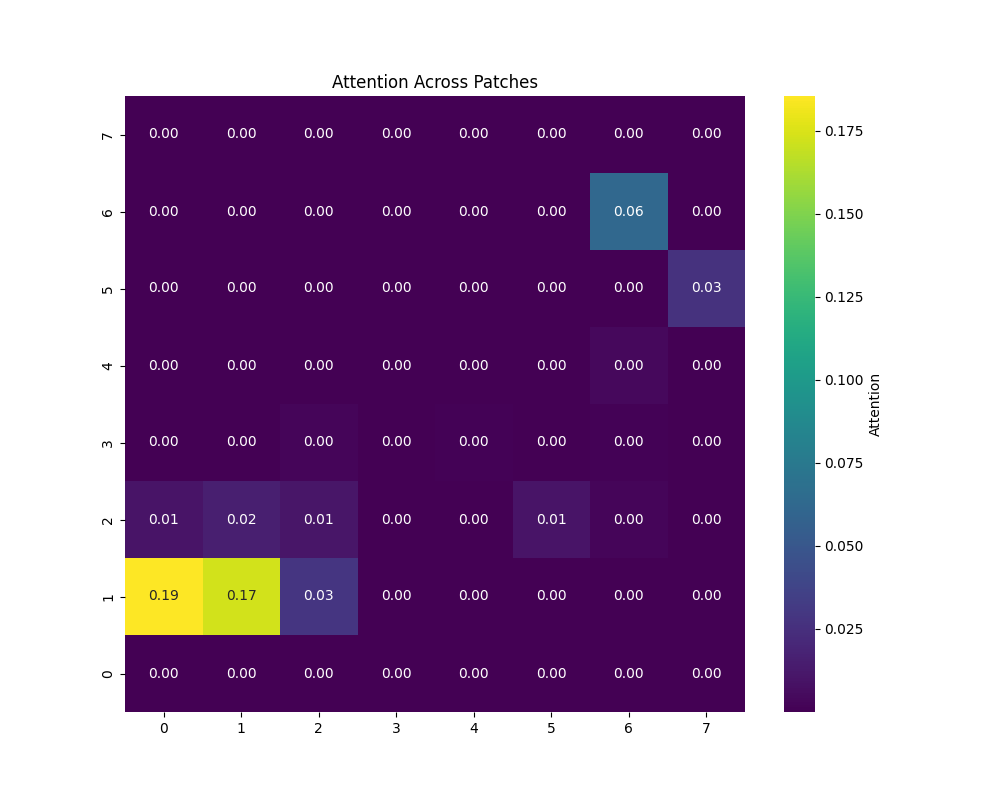 Attention Across Patches
7 0.00 0.00 0.00 0.00 0.00 0.00 0.00 0.00 0.175
6 0.00 0.00 0.00 0.00 0.00 0.00 0.06 0.00 0.150
5 0.00 0.00 0.00 0.00 0.00 0.00 0.00 0.03 0.125
4 0.00 0.00 0.00 0.00 0.00 0.00 0.00 0.00 0.100
Attention
3 0.00 0.00 0.00 0.00 0.00 0.00 0.00 0.00 0.075
2 0.01 0.02 0.01 0.00 0.00 0.01 0.00 0.00 0.050
1 0.19 0.17 0.03 0.00 0.00 0.00 0.00 0.00 0.025
0 0.00 0.00 0.00 0.00 0.00 0.00 0.00 0.00
0 1 2 3 4 5 6 7